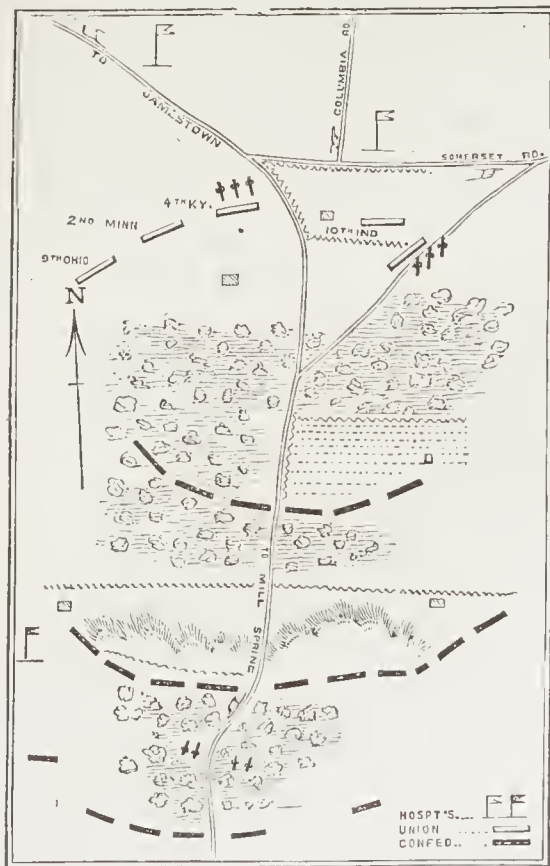 TO
JAMESTOWN
COLUMBIA RD
SOMERSET RD.
4TH KY.
2ND MINN
9TH OHIO
10TH IND
N
TO
MILL
SPRING
HOSPT'S....
UNION .....
CONFED...